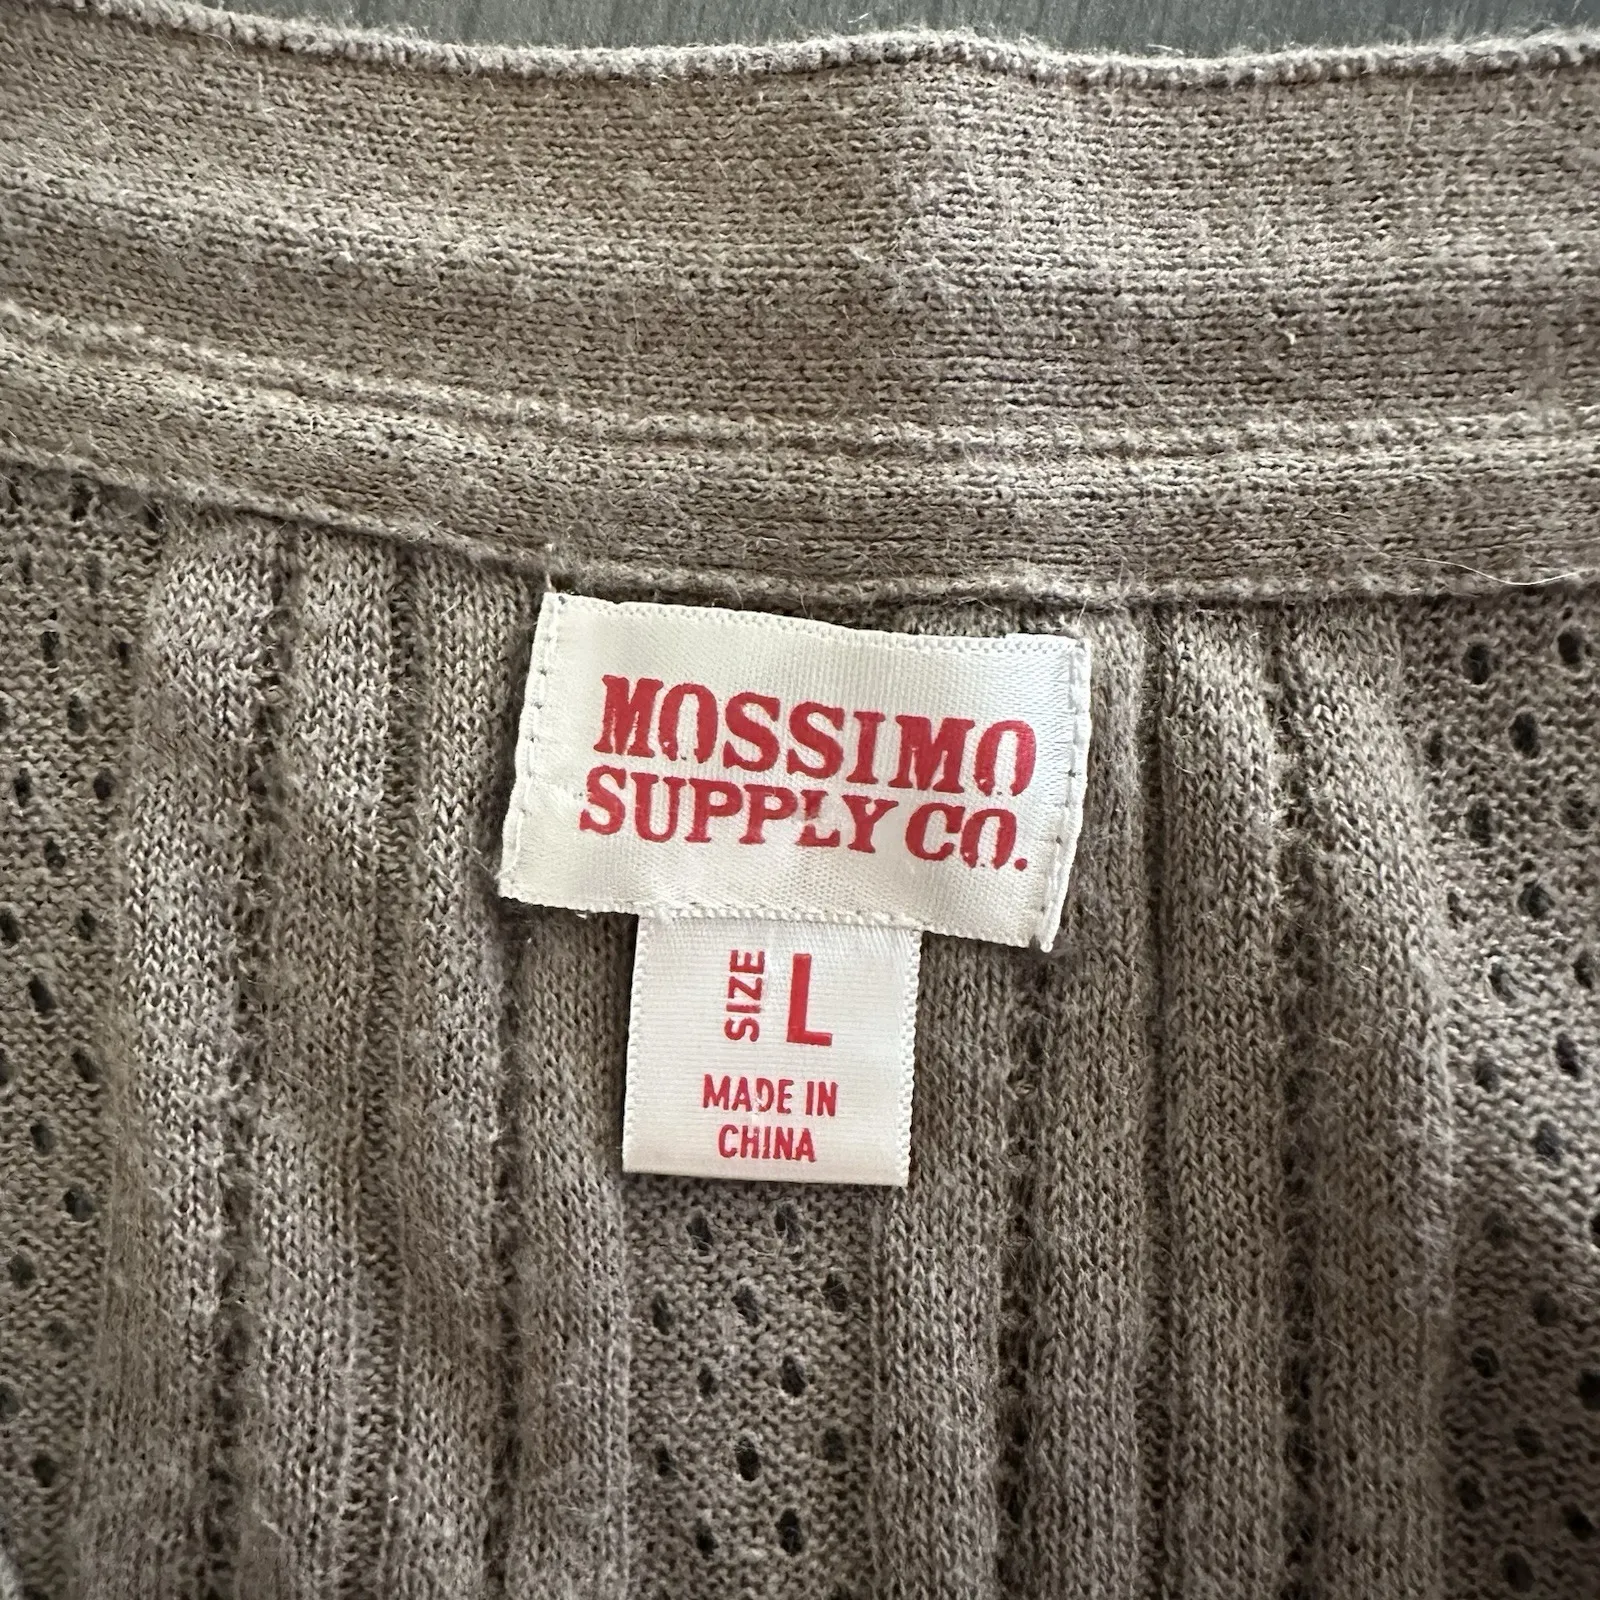 MOSSIMO
SUPPLY CO.
SIZE L
MADE IN
CHINA